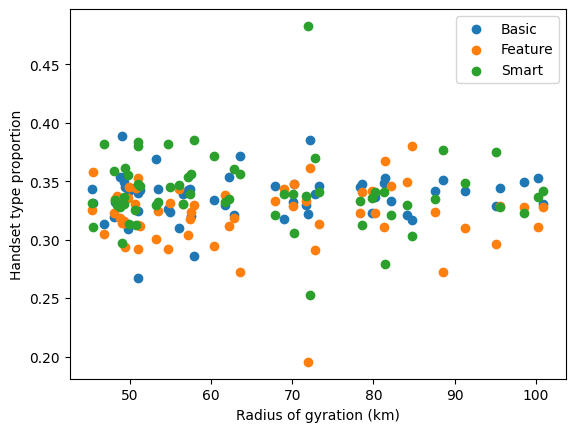 Basic
Feature
Smart
0.45
0.40
0.35
0.30
0.25
0.20
Handset type proportion
50 60 70 80 90 100
Radius of gyration (km)